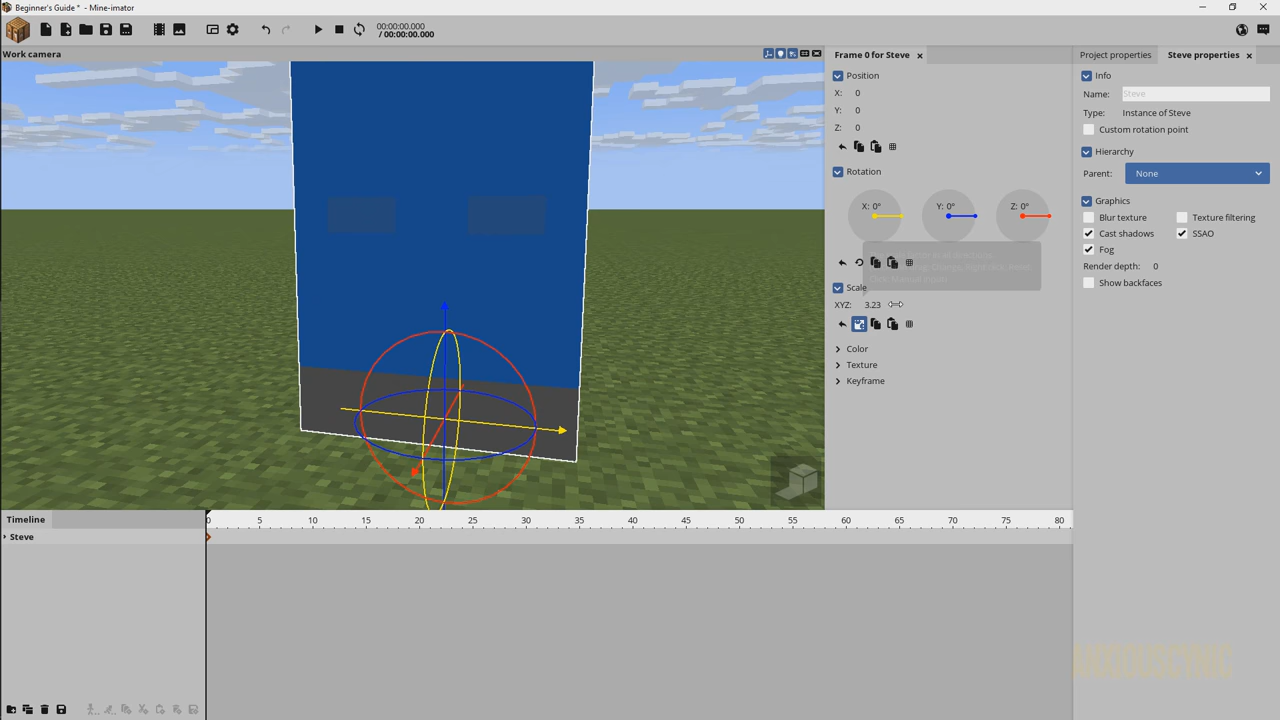 Beginner's Guide * - Mine-imator
00:00:00.000
/ 00:00:00.000
Work camera
Frame 0 for Steve
Position
X: 0
Y: 0
Z: 0
Rotation
X: 0° Y: 0° Z: 0°
Scale
XYZ: 3.23
Color
Texture
Keyframe
Project properties Steve properties
Info
Name: Steve
Type: Instance of Steve
Custom rotation point
Hierarchy
Parent: None
Graphics
Blur texture Texture filtering
Cast shadows SSAO
Fog
Render depth: 0
Show backfaces
Timeline
0 5 10 15 20 25 30 35 40 45 50 55 60 65 70 75 80
Steve